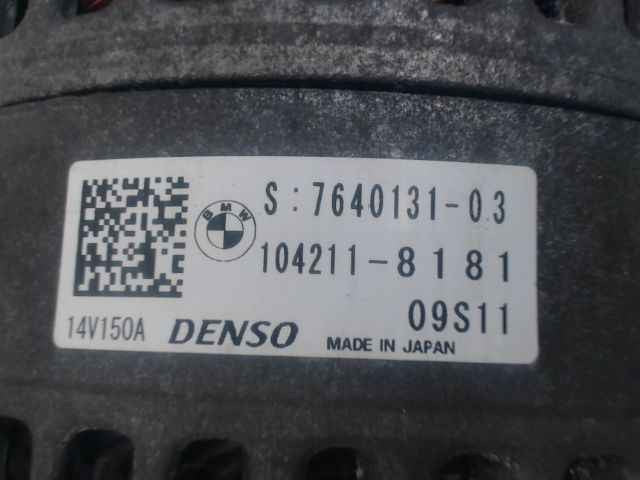 BMW
S:7640131-03
104211-8181
09S11
14V150A DENSO MADE IN JAPAN